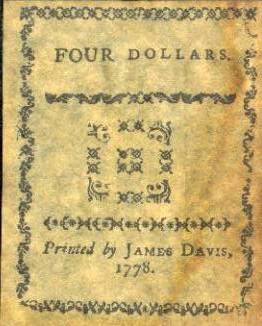 FOUR DOLLARS.
Printed by JAMES DAVIS,
1778.